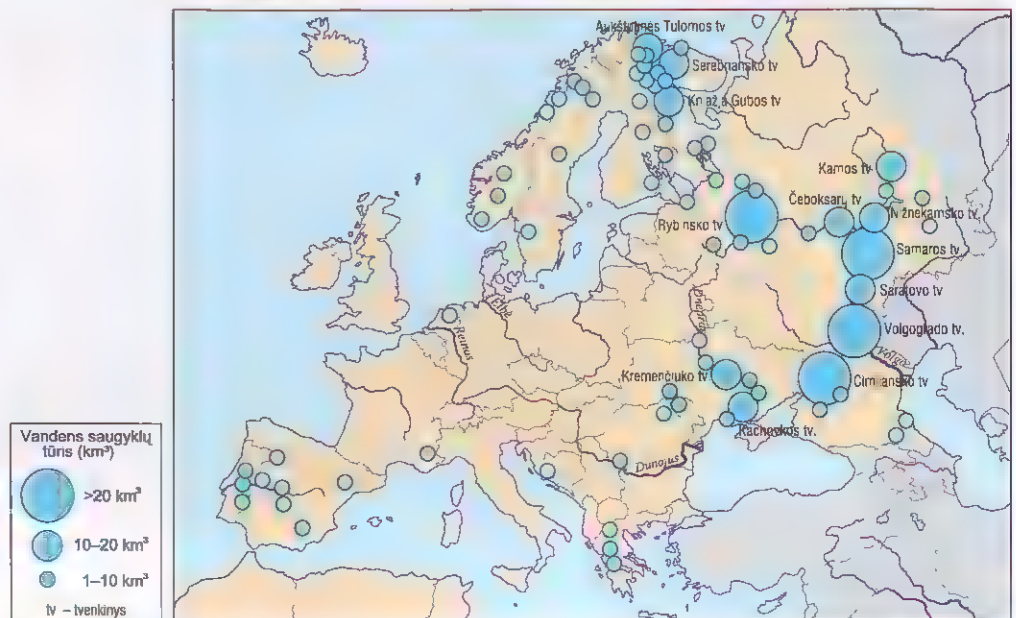 Aukštutinės Tulomos tv
Serebriansko tv
Kniaža Gubos tv
Kamos tv
Čeboksarų tv
Nižnekamsko tv.
Rybinsko tv
Samaros tv.
Elbė
Dnepras
Saratovo tv
Reinas
Volgogrado tv.
Volga
Kremenčiuko tv
Cimliansko tv
Kachovkos tv.
Dunojus
Vandens saugyklų
tūris (km³)
>20 km³
10–20 km³
1–10 km³
tv – tvenkinys